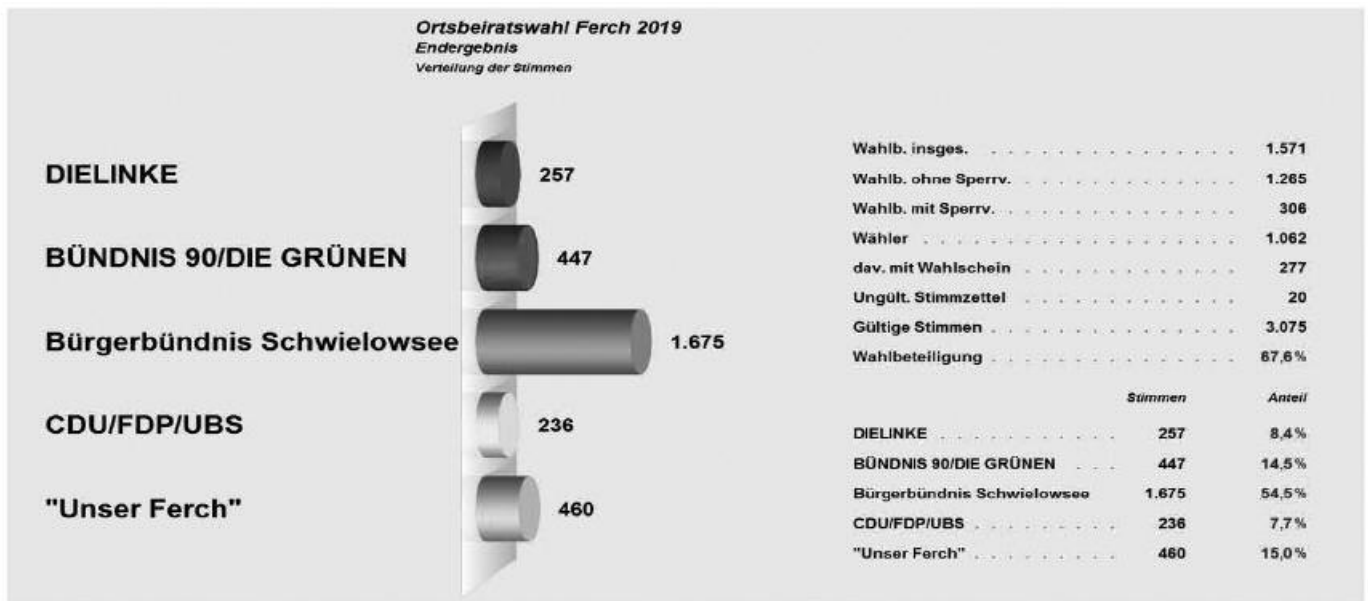 Ortsbeiratswahl Ferch 2019
Endergebnis
Verteilung der Stimmen
DIELINKE 257
BÜNDNIS 90/DIE GRÜNEN 447
Bürgerbündnis Schwielowsee 1.675
CDU/FDP/UBS 236
"Unser Ferch" 460
Wahlb. insges. . . . . . . . . . . . . . . . 1.571
Wahlb. ohne Sperrv. . . . . . . . . . . . . . 1.265
Wahlb. mit Sperrv. . . . . . . . . . . . . . 306
Wähler . . . . . . . . . . . . . . . . . 1.062
dav. mit Wahlschein . . . . . . . . . . . . . 277
Ungült. Stimmzettel . . . . . . . . . . . . . 20
Gültige Stimmen . . . . . . . . . . . . . . 3.075
Wahlbeteiligung . . . . . . . . . . . . . . 67,6%
Stimmen Anteil
DIELINKE . . . . . . . . . . . 257 8,4%
BÜNDNIS 90/DIE GRÜNEN . . . 447 14,5%
Bürgerbündnis Schwielowsee 1.675 54,5%
CDU/FDP/UBS . . . . . . . . . 236 7,7%
"Unser Ferch" . . . . . . . . . 460 15,0%